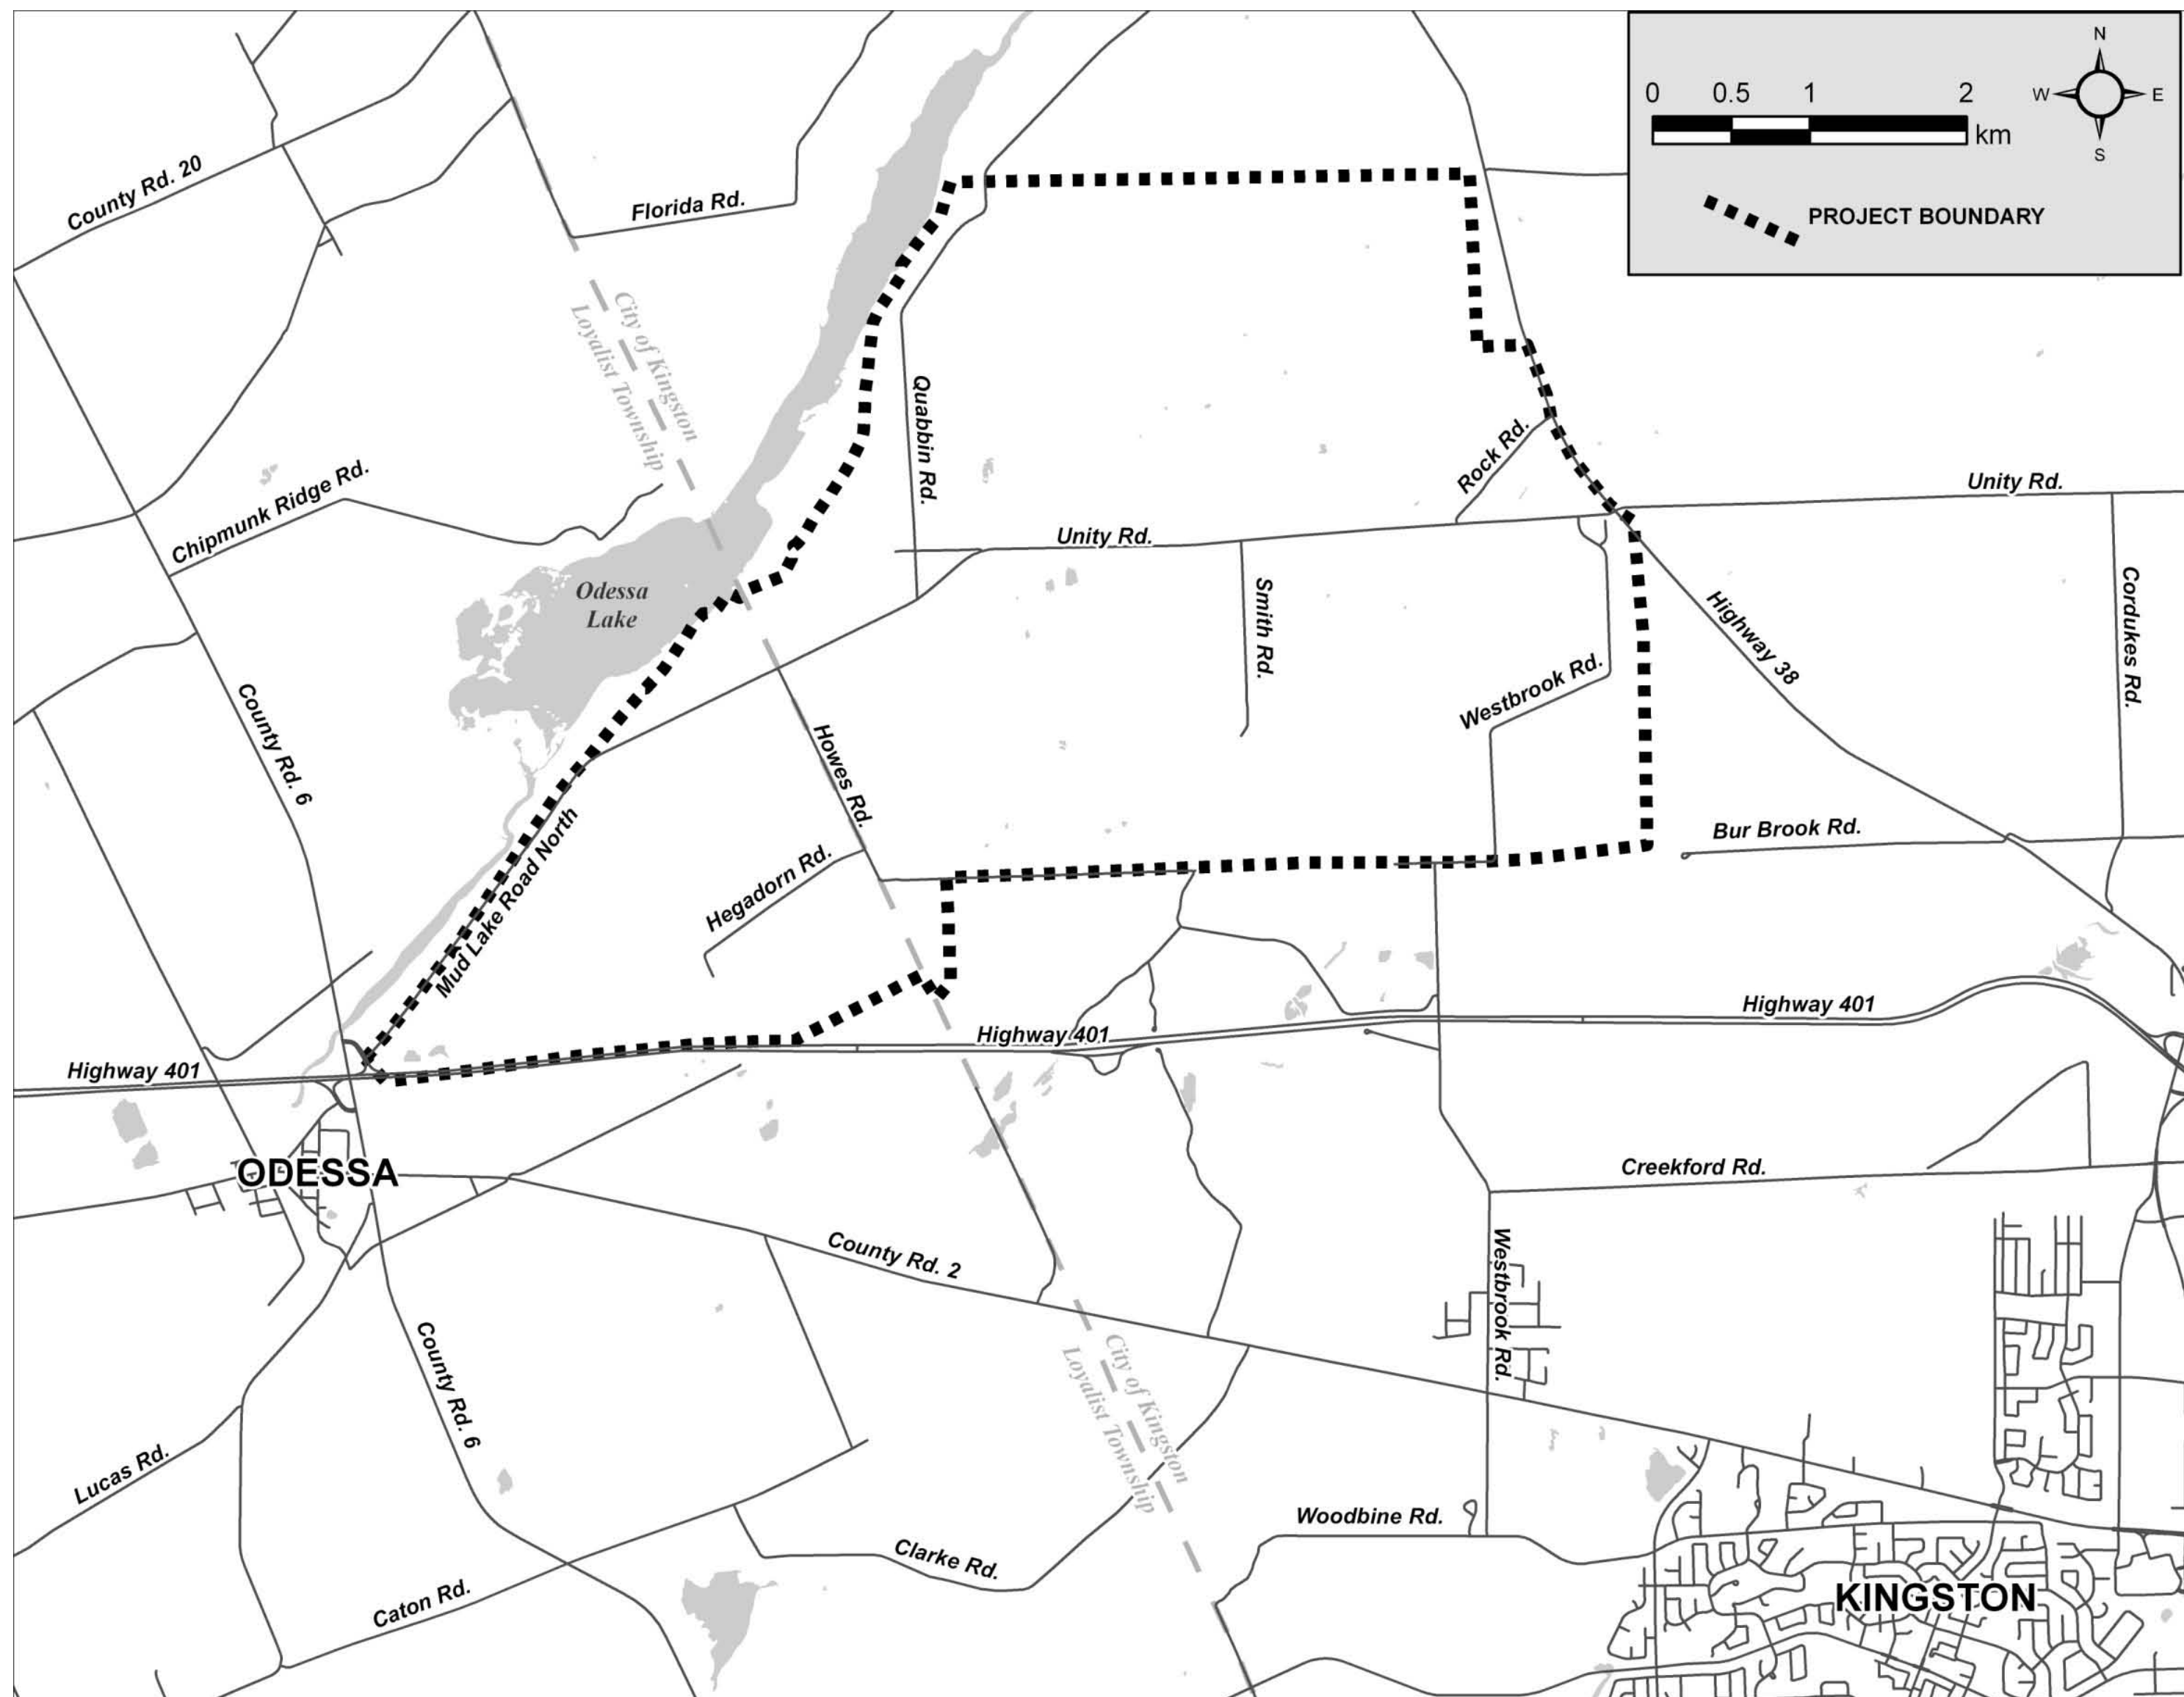 N
0 0.5 1 2
W E
km
S
PROJECT BOUNDARY
County Rd. 20
Florida Rd.
City of Kingston
Loyalist Township
Quabbin Rd.
Rock Rd.
Chipmunk Ridge Rd.
Unity Rd.
Unity Rd.
Odessa
Lake
Smith Rd.
Cordukes Rd.
Highway 38
Westbrook Rd.
County Rd. 6
Howes Rd.
Mud Lake Road North
Bur Brook Rd.
Hegadorn Rd.
Highway 401
Highway 401
Highway 401
ODESSA
Creekford Rd.
County Rd. 2
Westbrook Rd.
County Rd. 6
City of Kingston
Loyalist Township
Lucas Rd.
Woodbine Rd.
Clarke Rd.
Caton Rd.
KINGSTON